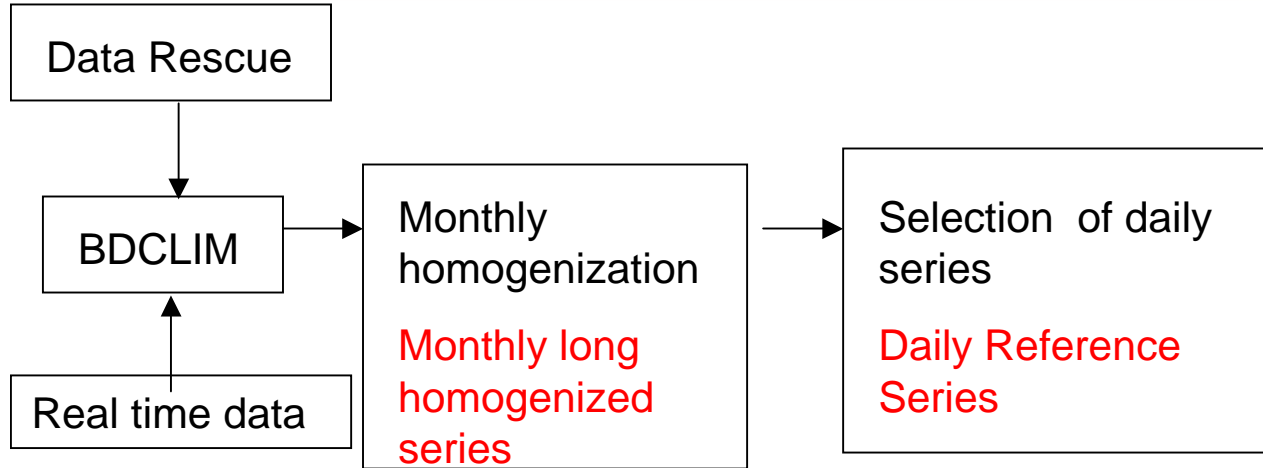 Data Rescue
BDCLIM
Real time data
Monthly
homogenization
Monthly long
homogenized
series
Selection of daily
series
Daily Reference
Series